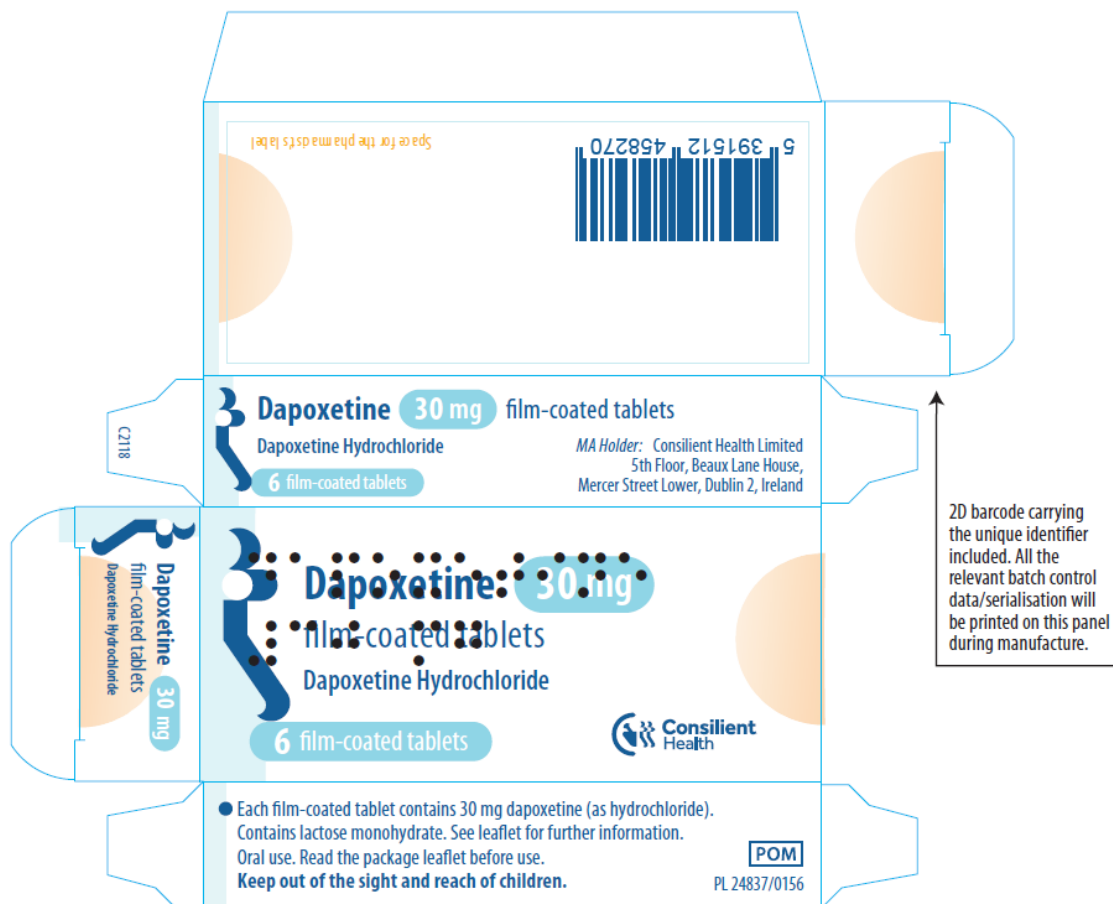 Space for the pharmacist's label
5 391512 458270
Dapoxetine 30 mg film-coated tablets
Dapoxetine Hydrochloride
6 film-coated tablets
MA Holder: Consilient Health Limited
5th Floor, Beaux Lane House,
Mercer Street Lower, Dublin 2, Ireland
C2118
2D barcode carrying
the unique identifier
included. All the
relevant batch control
data/serialisation will
be printed on this panel
during manufacture.
Dapoxetine 30 mg
film-coated tablets
Dapoxetine Hydrochloride
Dapoxetine 30 mg
film-coated tablets
Dapoxetine Hydrochloride
6 film-coated tablets
Consilient
Health
Each film-coated tablet contains 30 mg dapoxetine (as hydrochloride).
Contains lactose monohydrate. See leaflet for further information.
Oral use. Read the package leaflet before use.
Keep out of the sight and reach of children.
POM
PL 24837/0156